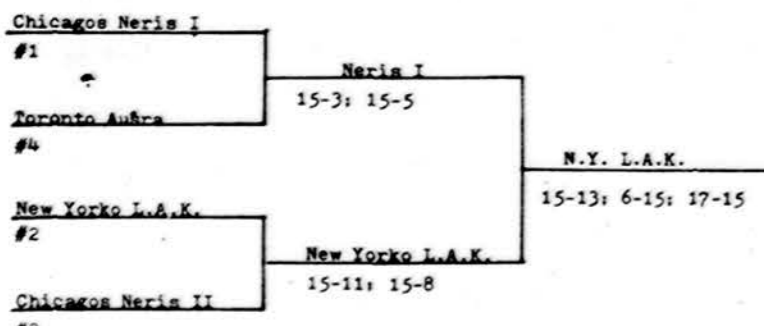 Chicagos Neris I
#1
Neris I
15-3; 15-5
Toronto Aušra
#4
N.Y. L.A.K.
15-13; 6-15; 17-15
New Yorko L.A.K.
#2
New Yorko L.A.K.
15-11; 15-8
Chicagos Neris II